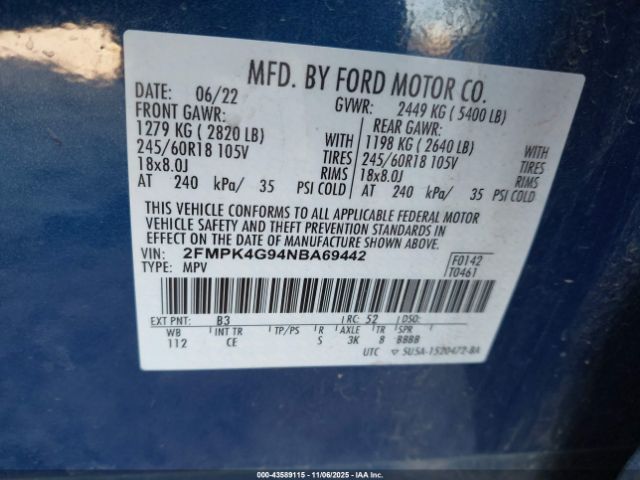 MFD. BY FORD MOTOR CO.
DATE: 06/22 GVWR: 2449 KG ( 5400 LB)
FRONT GAWR: REAR GAWR:
1279 KG ( 2820 LB) WITH 1198 KG ( 2640 LB) WITH
245/60R18 105V TIRES 245/60R18 105V TIRES
18x8.0J RIMS 18x8.0J RIMS
AT 240 kPa/ 35 PSI COLD AT 240 kPa/ 35 PSI COLD
THIS VEHICLE CONFORMS TO ALL APPLICABLE FEDERAL MOTOR
VEHICLE SAFETY AND THEFT PREVENTION STANDARDS IN
EFFECT ON THE DATE OF MANUFACTURE SHOWN ABOVE.
VIN: 2FMPK4G94NBA69442 F0142
TYPE: MPV T0461
EXT PNT: B3 RC: 52 DSO:
WB INT TR TP/PS R AXLE TR SPR
112 CE S 3K 8 BBBB
UTC SU5A-1520472-BA
000-43589115 - 11/06/2025 - IAAI.COM